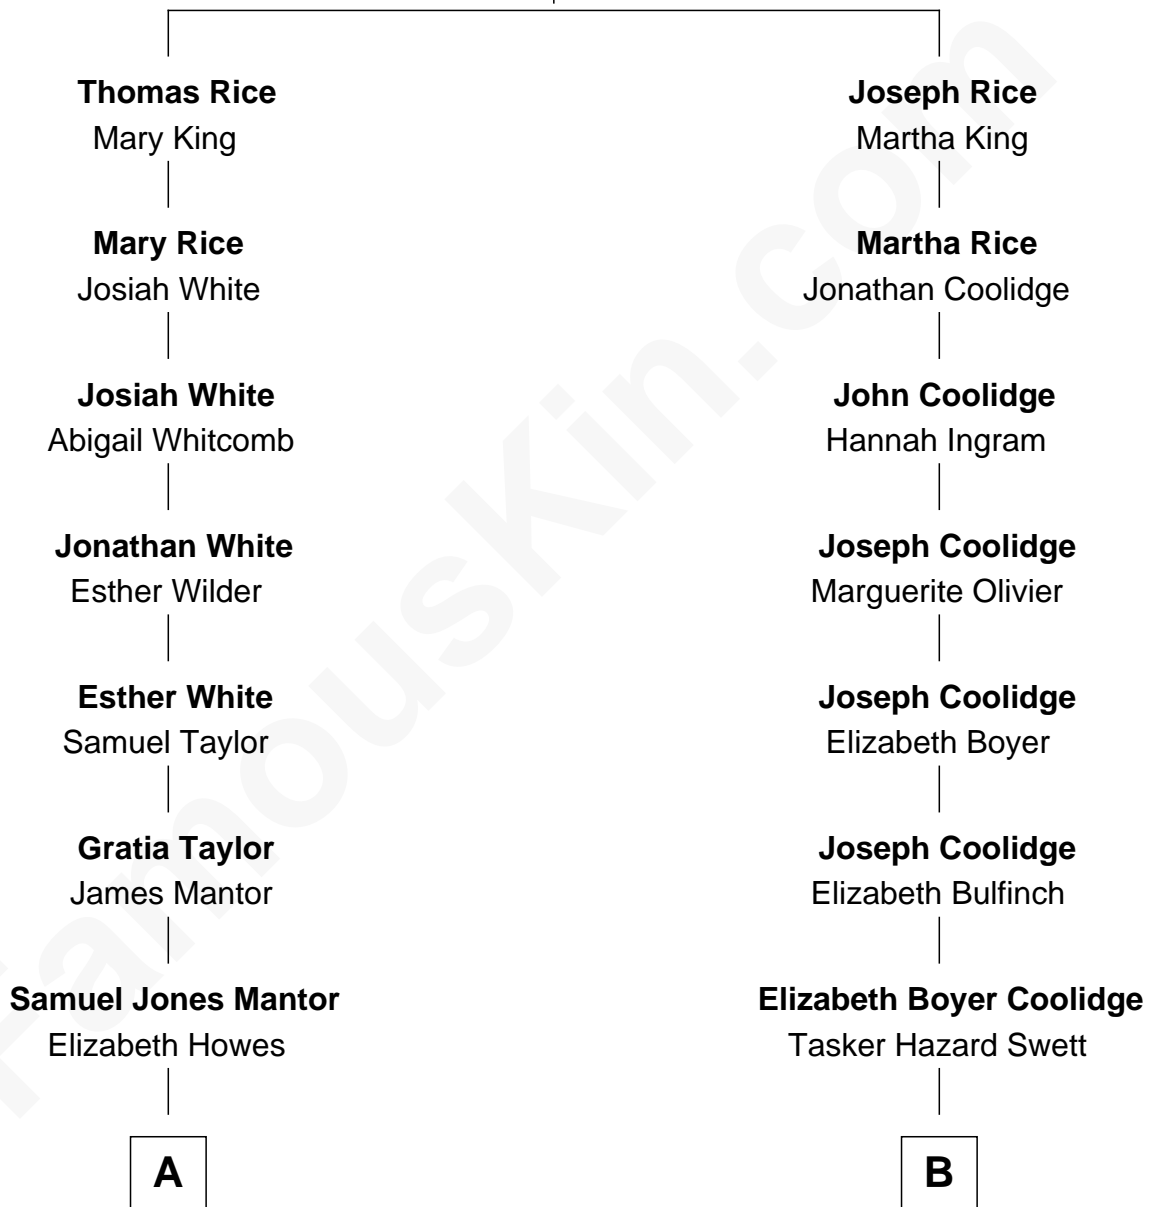 Thomas Rice
Mary King
Mary Rice
Josiah White
Josiah White
Abigail Whitcomb
Jonathan White
Esther Wilder
Esther White
Samuel Taylor
Gratia Taylor
James Mantor
Samuel Jones Mantor
Elizabeth Howes
A
Joseph Rice
Martha King
Martha Rice
Jonathan Coolidge
John Coolidge
Hannah Ingram
Joseph Coolidge
Marguerite Olivier
Joseph Coolidge
Elizabeth Boyer
Joseph Coolidge
Elizabeth Bulfinch
Elizabeth Boyer Coolidge
Tasker Hazard Swett
B
FamousKin.com